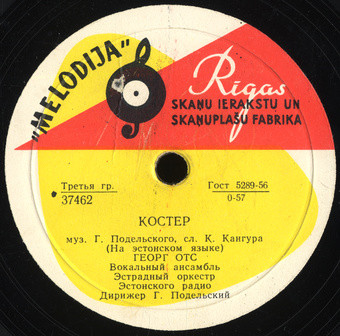 „MELODIJA”
Rīgas
SKAŅU IERAKSTU UN
SKAŅUPLAŠU FABRIKA
Третья гр.
37462
Гост 5289-56
0-57
КОСТЕР
муз. Г. Подельского, сл. К. Кангура
(На эстонском языке)
ГЕОРГ ОТС
Вокальный ансамбль
Эстрадный оркестр
Эстонского радио
Дирижер Г. Подельский